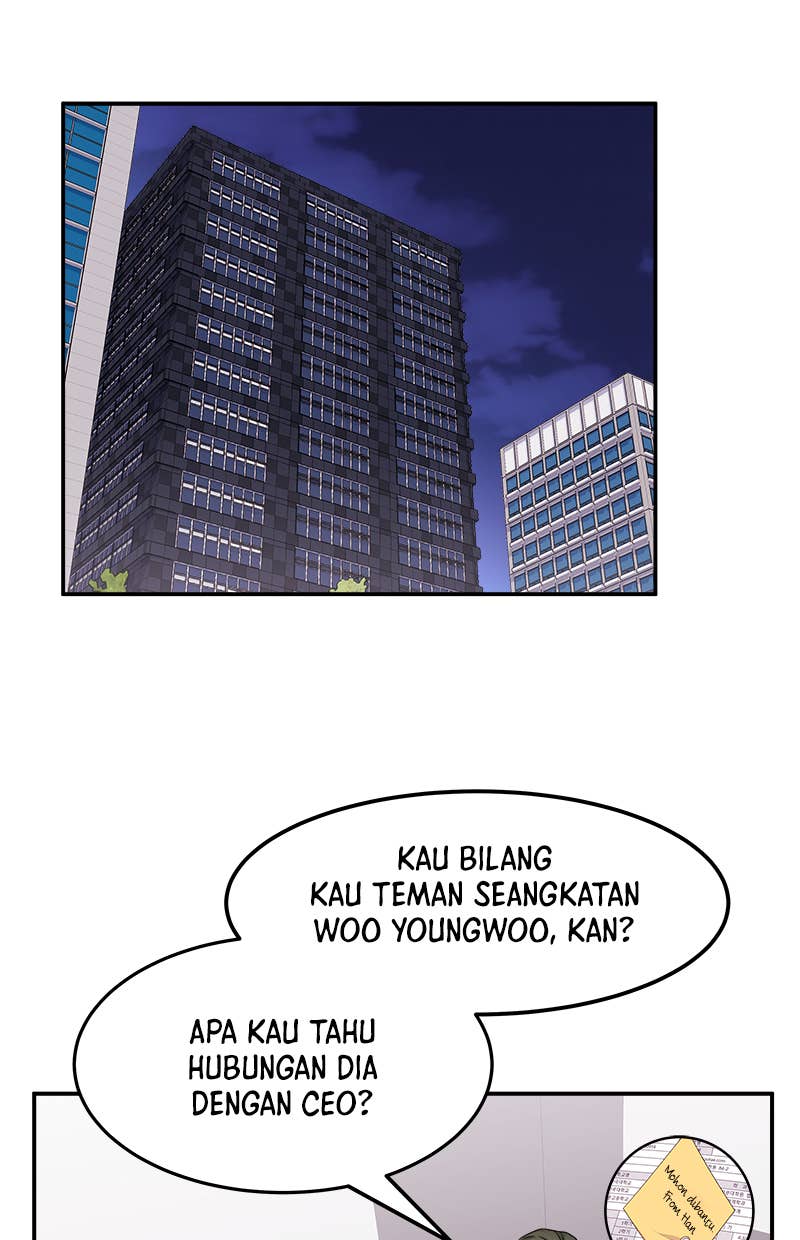 KAU BILANG
KAU TEMAN SEANGKATAN
WOO YOUNGWOO, KAN?
APA KAU TAHU
HUBUNGAN DIA
DENGAN CEO?
Mohon dibantu
From Han